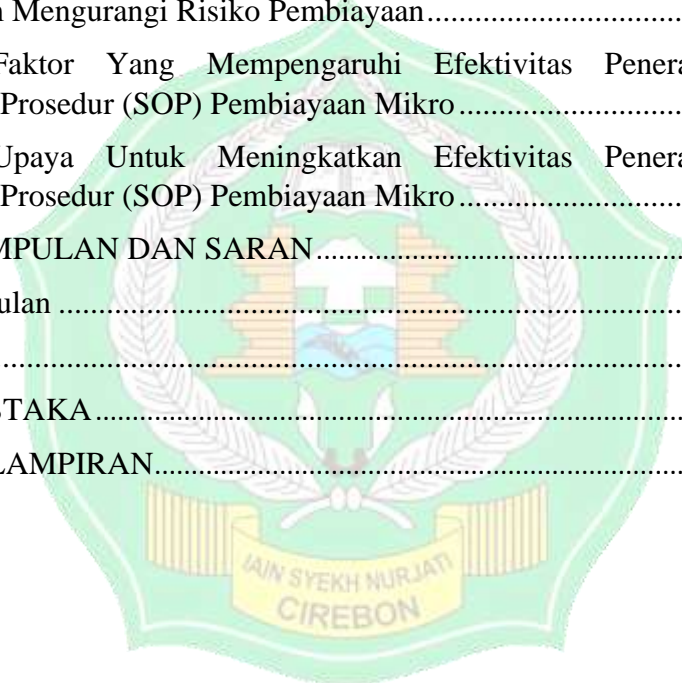 n Mengurangi Risiko Pembiayaan................................
Faktor Yang Mempengaruhi Efektivitas Penera
Prosedur (SOP) Pembiayaan Mikro............................
Upaya Untuk Meningkatkan Efektivitas Penera
Prosedur (SOP) Pembiayaan Mikro............................
MPULAN DAN SARAN.............................................
ulan ................................................................................
.......................................................................................
STAKA.........................................................................
LAMPIRAN..................................................................
IAIN SYEKH NURJATI
CIREBON